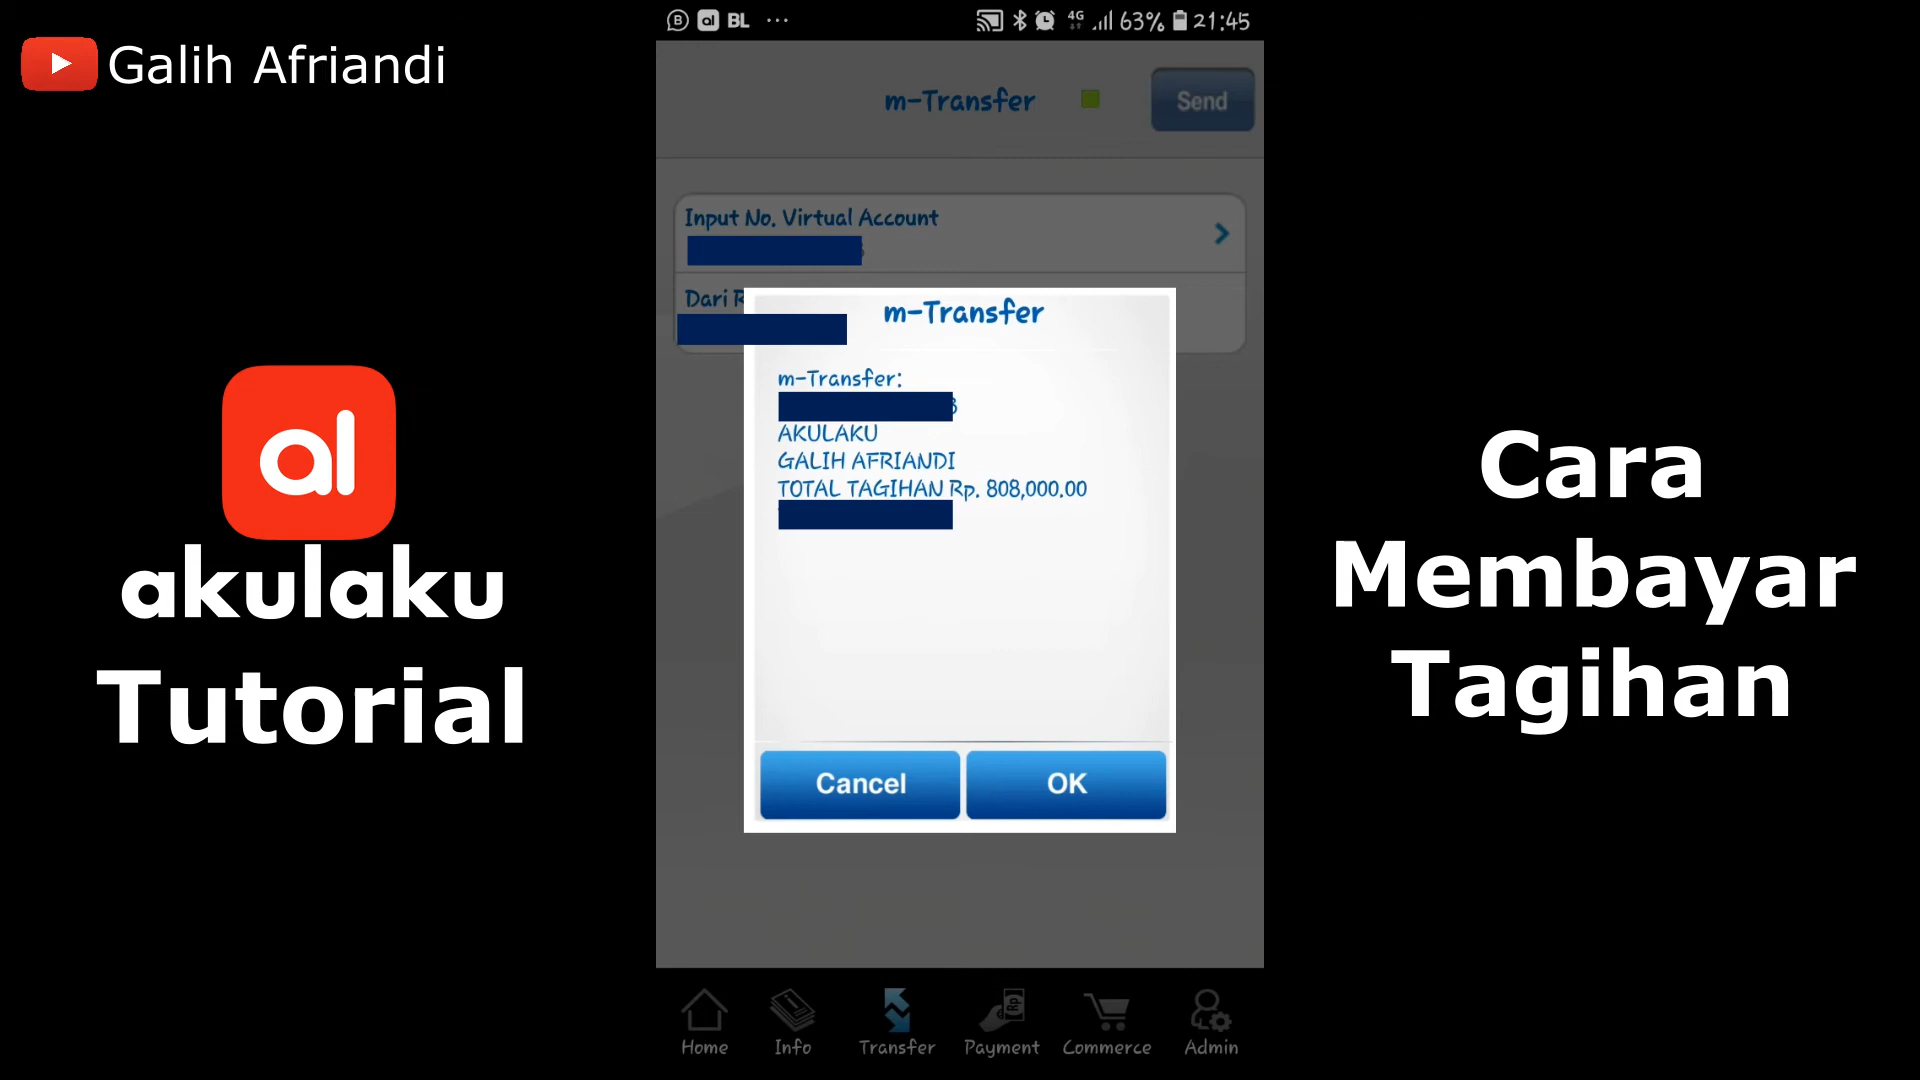 Galih Afriandi
al
akulaku
Tutorial
BL
4G
63%
21:45
m-Transfer
Send
Input No. Virtual Account
Dari
m-Transfer
m-Transfer:
AKULAKU
GALIH AFRIANDI
TOTAL TAGIHAN Rp. 808,000.00
Cancel
OK
Home
Info
Transfer
Payment
Commerce
Admin
Cara
Membayar
Tagihan